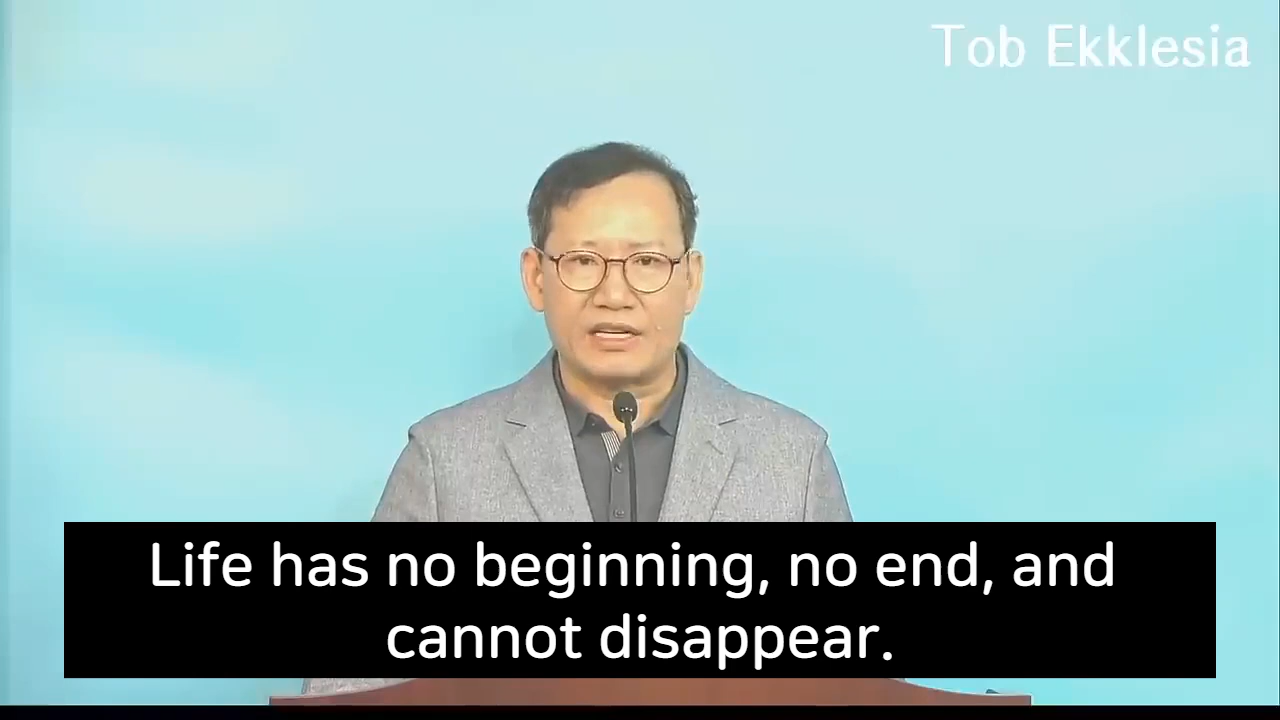 Tob Ekklesia
Life has no beginning, no end, and
cannot disappear.